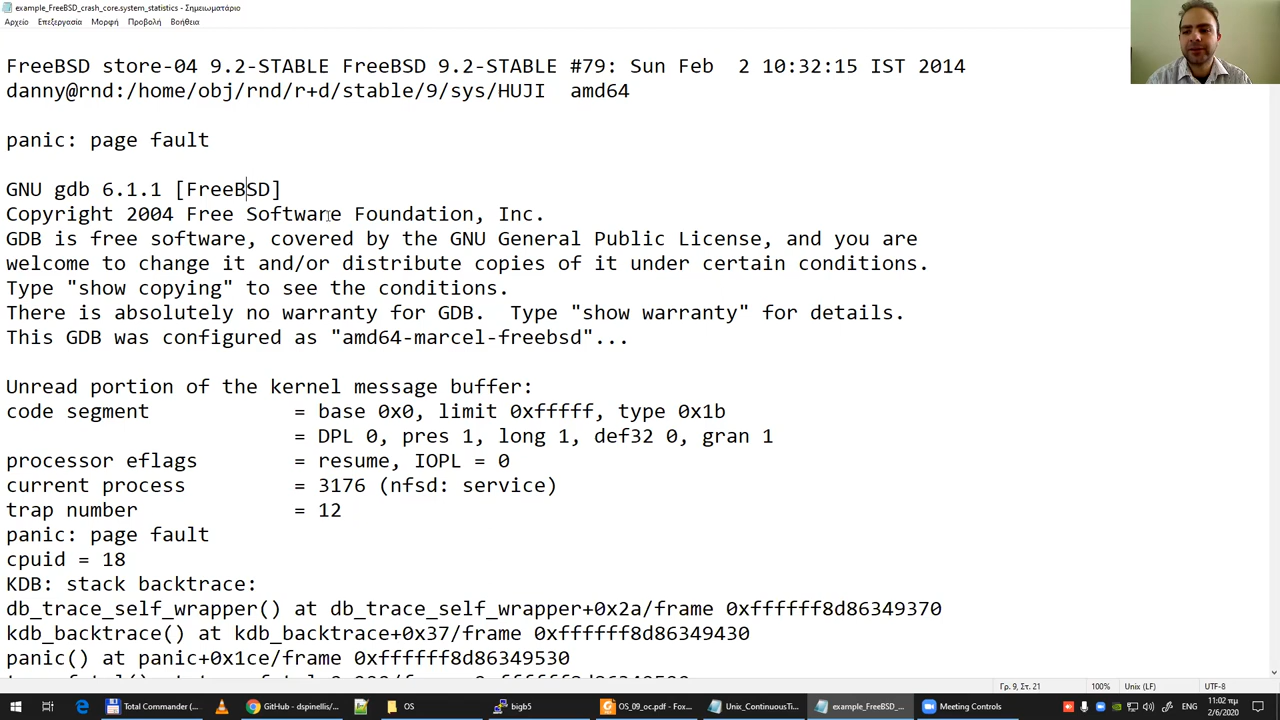 example_FreeBSD_crash_core.system_statistics - Σημειωματάριο
Αρχείο Επεξεργασία Μορφή Προβολή Βοήθεια
FreeBSD store-04 9.2-STABLE FreeBSD 9.2-STABLE #79: Sun Feb  2 10:32:15 IST 2014
danny@rnd:/home/obj/rnd/r+d/stable/9/sys/HUJI  amd64
panic: page fault
GNU gdb 6.1.1 [FreeBSD]
Copyright 2004 Free Software Foundation, Inc.
GDB is free software, covered by the GNU General Public License, and you are
welcome to change it and/or distribute copies of it under certain conditions.
Type "show copying" to see the conditions.
There is absolutely no warranty for GDB.  Type "show warranty" for details.
This GDB was configured as "amd64-marcel-freebsd"...
Unread portion of the kernel message buffer:
code segment            = base 0x0, limit 0xfffff, type 0x1b
                        = DPL 0, pres 1, long 1, def32 0, gran 1
processor eflags        = resume, IOPL = 0
current process         = 3176 (nfsd: service)
trap number             = 12
panic: page fault
cpuid = 18
KDB: stack backtrace:
db_trace_self_wrapper() at db_trace_self_wrapper+0x2a/frame 0xffffff8d86349370
kdb_backtrace() at kdb_backtrace+0x37/frame 0xffffff8d86349430
panic() at panic+0x1ce/frame 0xffffff8d86349530
Γρ. 9, Στ. 21 100% Unix (LF) UTF-8
Total Commander (... GitHub - dspinellis/... OS bigb5 OS_09_oc.pdf - Fox... Unix_ContinuousTi... example_FreeBSD_... Meeting Controls ENG 11:02 πμ
2/6/2020